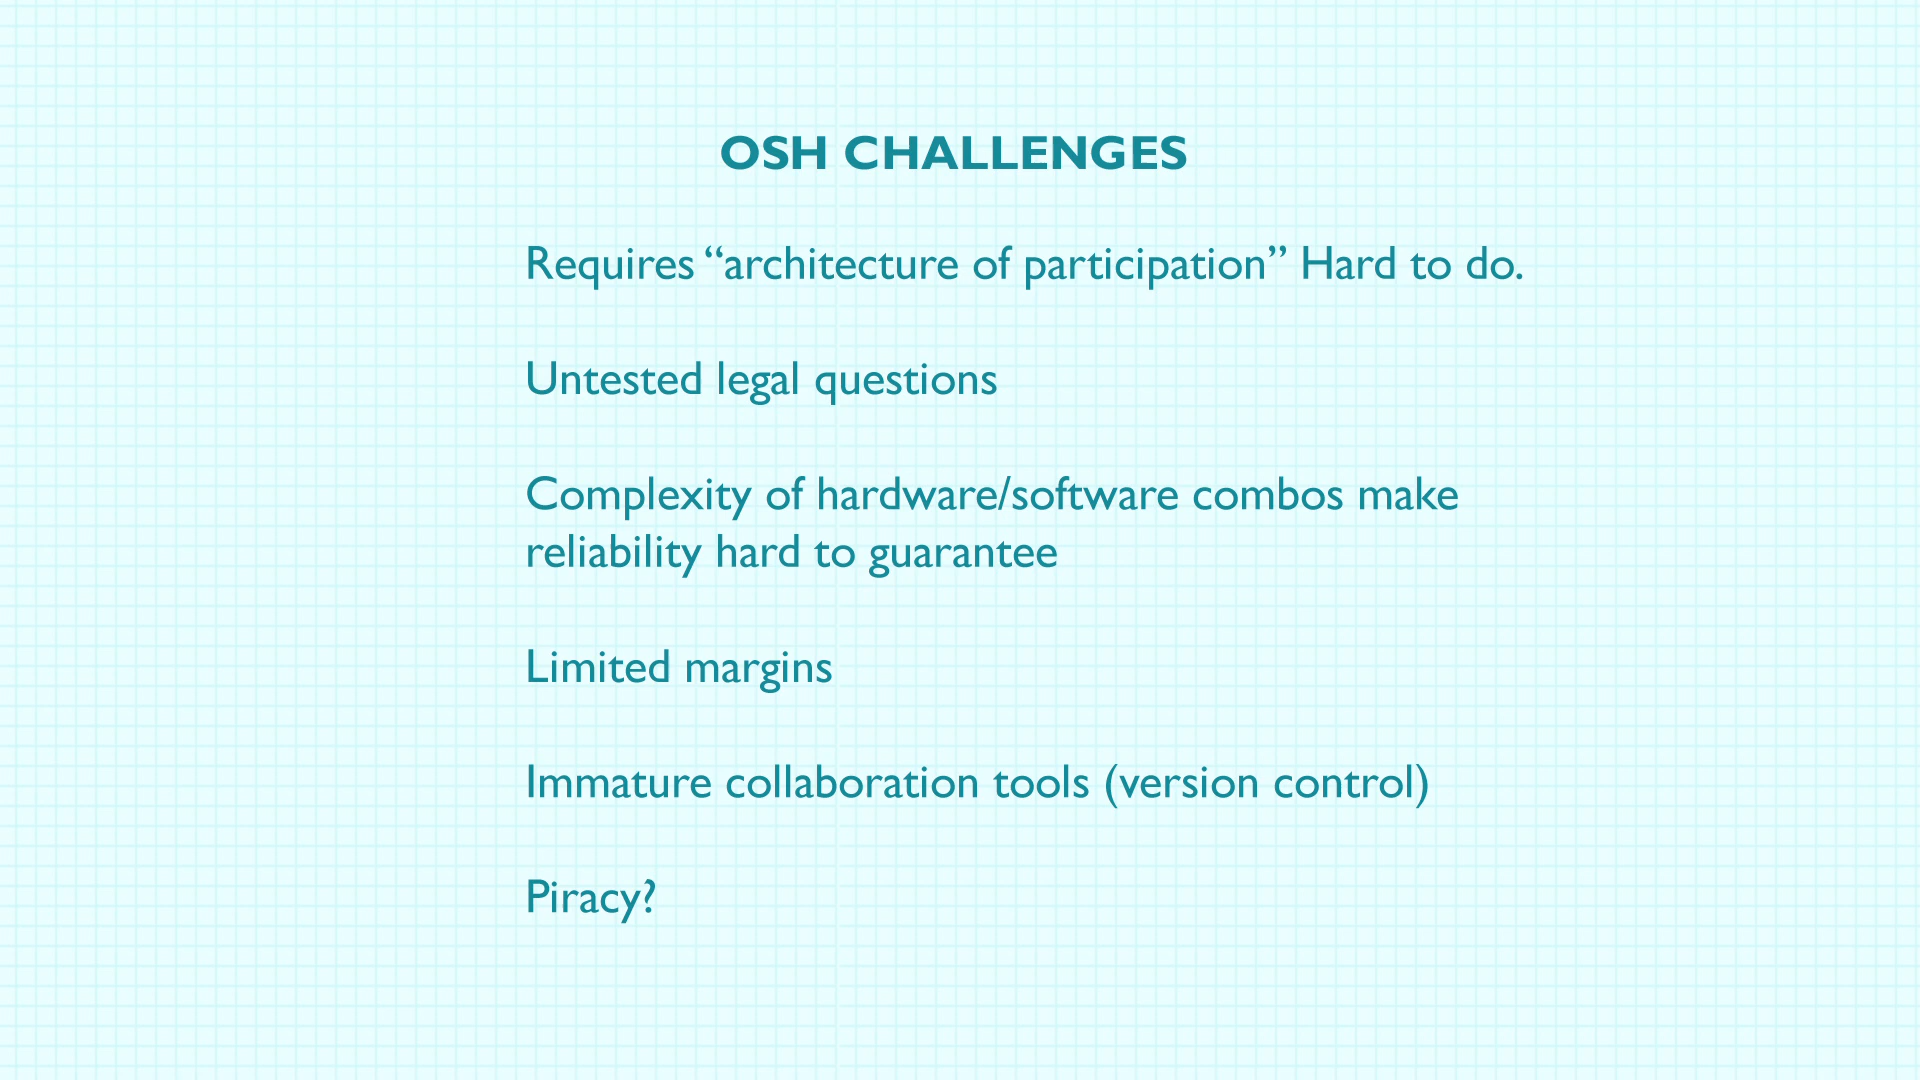 OSH CHALLENGES
Requires “architecture of participation” Hard to do.
Untested legal questions
Complexity of hardware/software combos make
reliability hard to guarantee
Limited margins
Immature collaboration tools (version control)
Piracy?